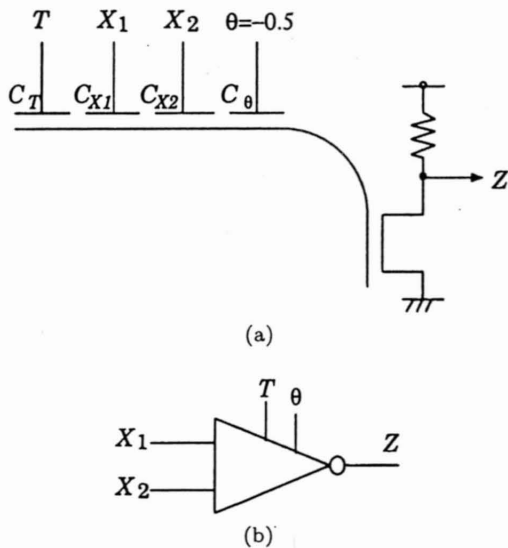 T X1 X2 θ=-0.5
CT CX1 CX2 Cθ
Z
(a)
T θ
X1 Z
X2
(b)